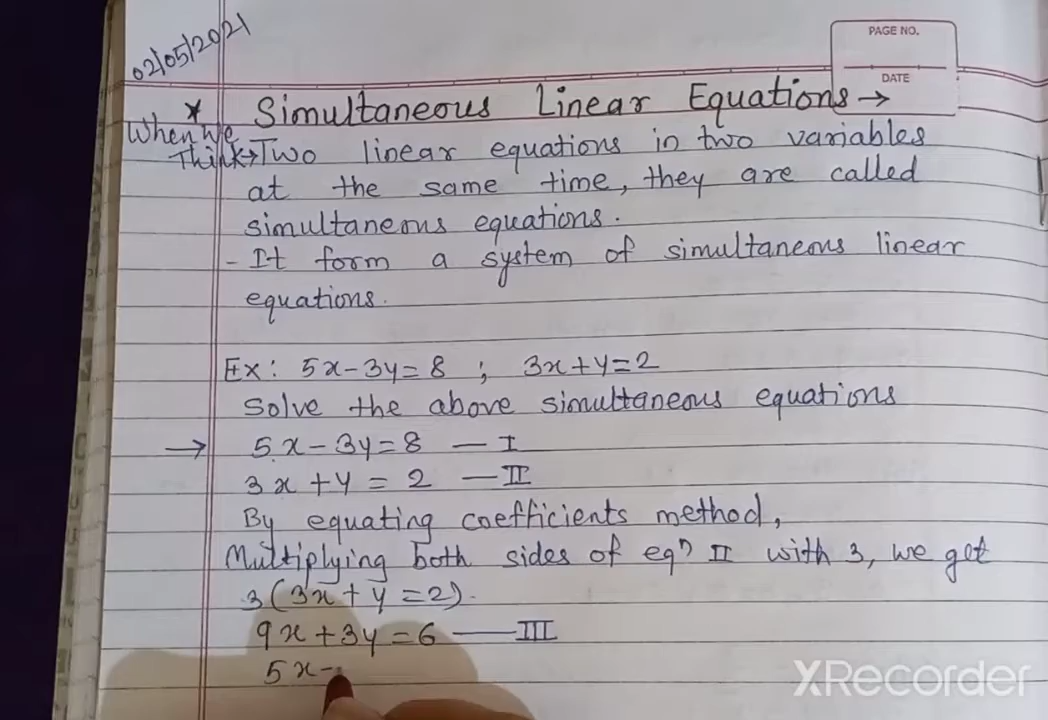 02/05/2021
PAGE NO.
DATE
* Simultaneous Linear Equations →
When We
Think→Two linear equations in two variables
at the same time, they are called
simultaneous equations.
- It form a system of simultaneous linear
equations.
Ex: 5x-3y=8 ; 3x+y=2
Solve the above simultaneous equations
→ 5x-3y=8 — I
3x+y=2 — II
By equating coefficients method,
Multiplying both sides of eqⁿ II with 3, we get
3(3x+y=2).
9x+3y=6 — III
5x-
XRecorder